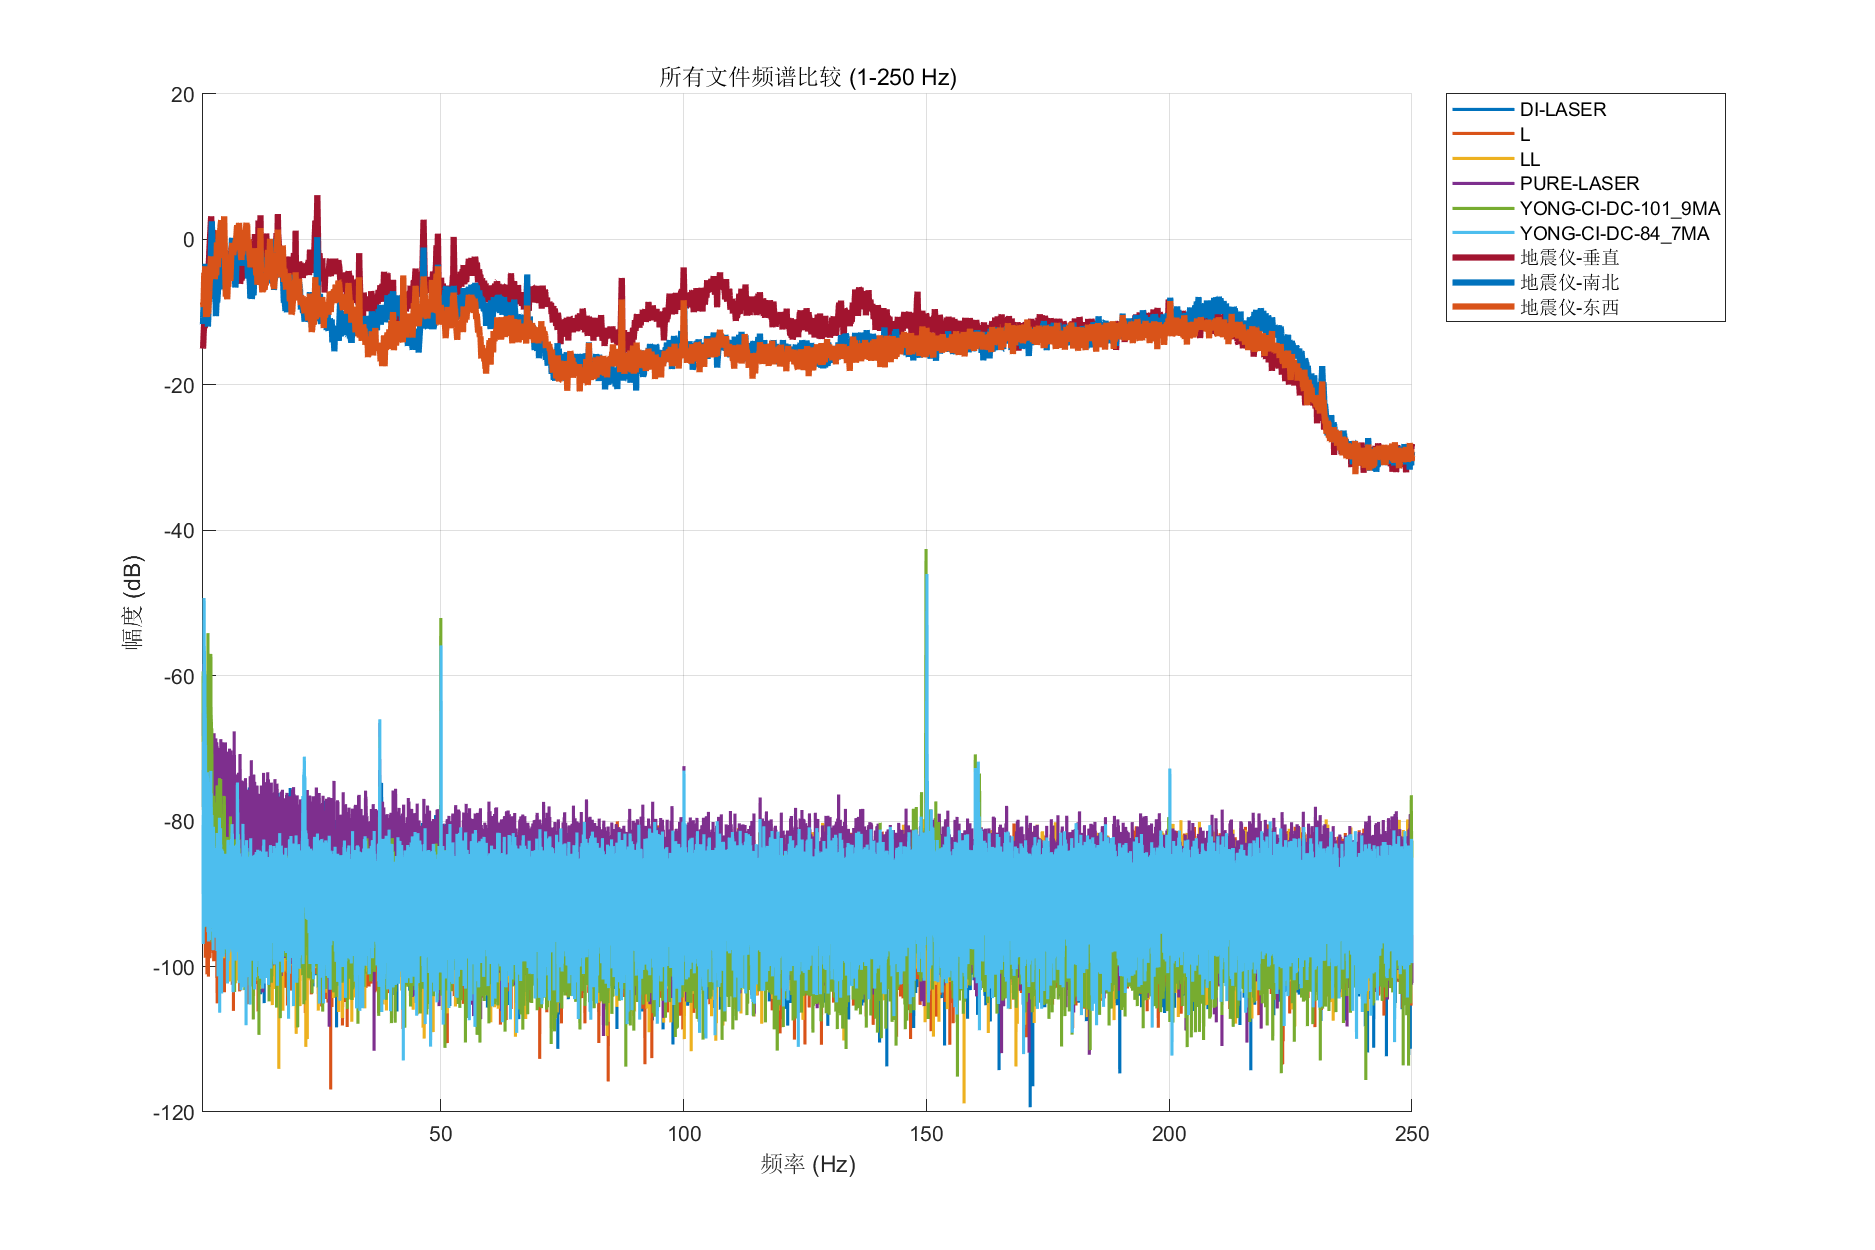 所有文件频谱比较 (1-250 Hz)
20
0
-20
-40
-60
-80
-100
-120
幅度 (dB)
50
100
150
200
250
频率 (Hz)
DI-LASER
L
LL
PURE-LASER
YONG-CI-DC-101_9MA
YONG-CI-DC-84_7MA
地震仪-垂直
地震仪-南北
地震仪-东西